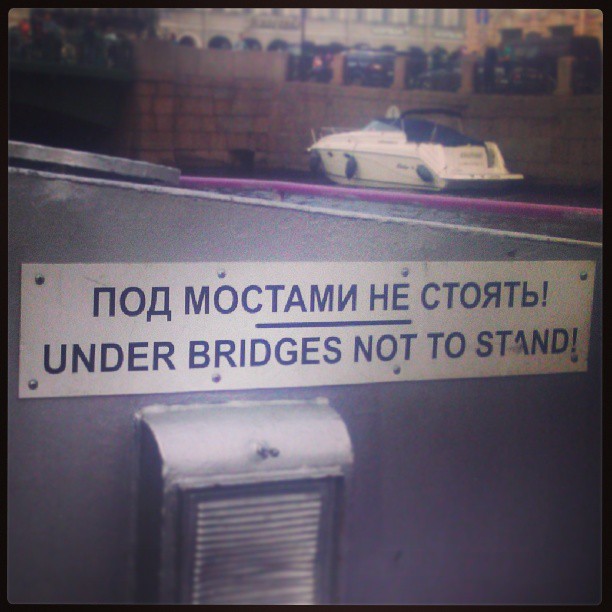 ПОД МОСТАМИ НЕ СТОЯТЬ!
UNDER BRIDGES NOT TO STAND!